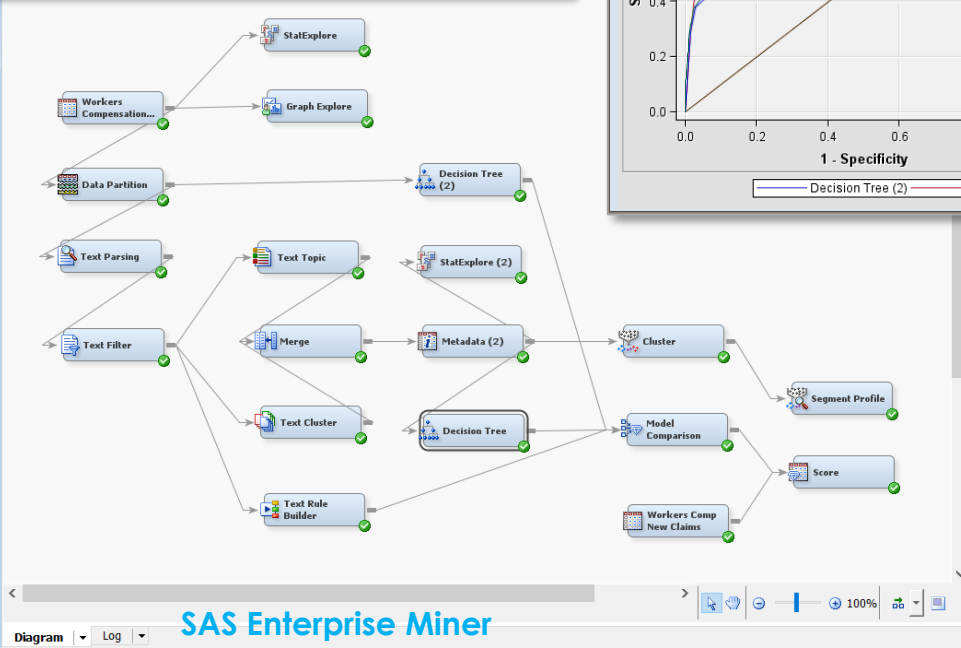 StatExplore
Workers
Compensation...
Graph Explore
Data Partition
Decision Tree
(2)
Text Parsing
Text Topic
StatExplore (2)
Text Filter
Merge
Metadata (2)
Cluster
Segment Profile
Text Cluster
Decision Tree
Model
Comparison
Score
Text Rule
Builder
Workers Comp
New Claims
0.4
0.2
0.0
0.0 0.2 0.4 0.6
1 - Specificity
Decision Tree (2)
100%
Diagram Log
SAS Enterprise Miner